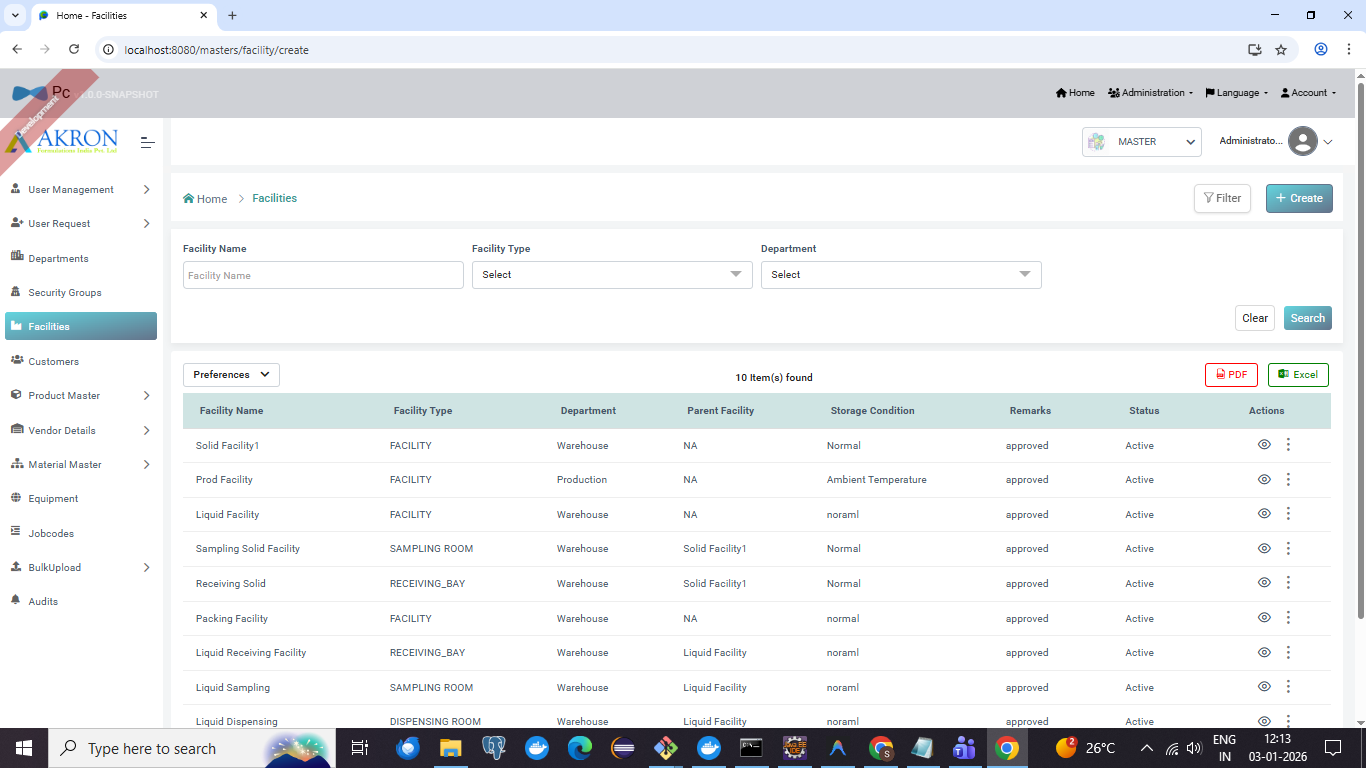 Home - Facilities
localhost:8080/masters/facility/create
Pc v1.0.0-SNAPSHOT
Home Administration Language Account
Development
AKRON
Formulations India Pvt Ltd
MASTER Administrato...
User Management
User Request
Departments
Security Groups
Facilities
Customers
Product Master
Vendor Details
Material Master
Equipment
Jobcodes
BulkUpload
Audits
Home > Facilities
Filter + Create
Facility Name Facility Type Department
Facility Name Select Select
Clear Search
Preferences 10 Item(s) found PDF Excel
Facility Name Facility Type Department Parent Facility Storage Condition Remarks Status Actions
Solid Facility1 FACILITY Warehouse NA Normal approved Active
Prod Facility FACILITY Production NA Ambient Temperature approved Active
Liquid Facility FACILITY Warehouse NA noraml approved Active
Sampling Solid Facility SAMPLING ROOM Warehouse Solid Facility1 Normal approved Active
Receiving Solid RECEIVING_BAY Warehouse Solid Facility1 Normal approved Active
Packing Facility FACILITY Warehouse NA normal approved Active
Liquid Receiving Facility RECEIVING_BAY Warehouse Liquid Facility noraml approved Active
Liquid Sampling SAMPLING ROOM Warehouse Liquid Facility noraml approved Active
Liquid Dispensing DISPENSING ROOM Warehouse Liquid Facility noraml approved Active
Type here to search
2 26°C
ENG
IN
12:13
03-01-2026